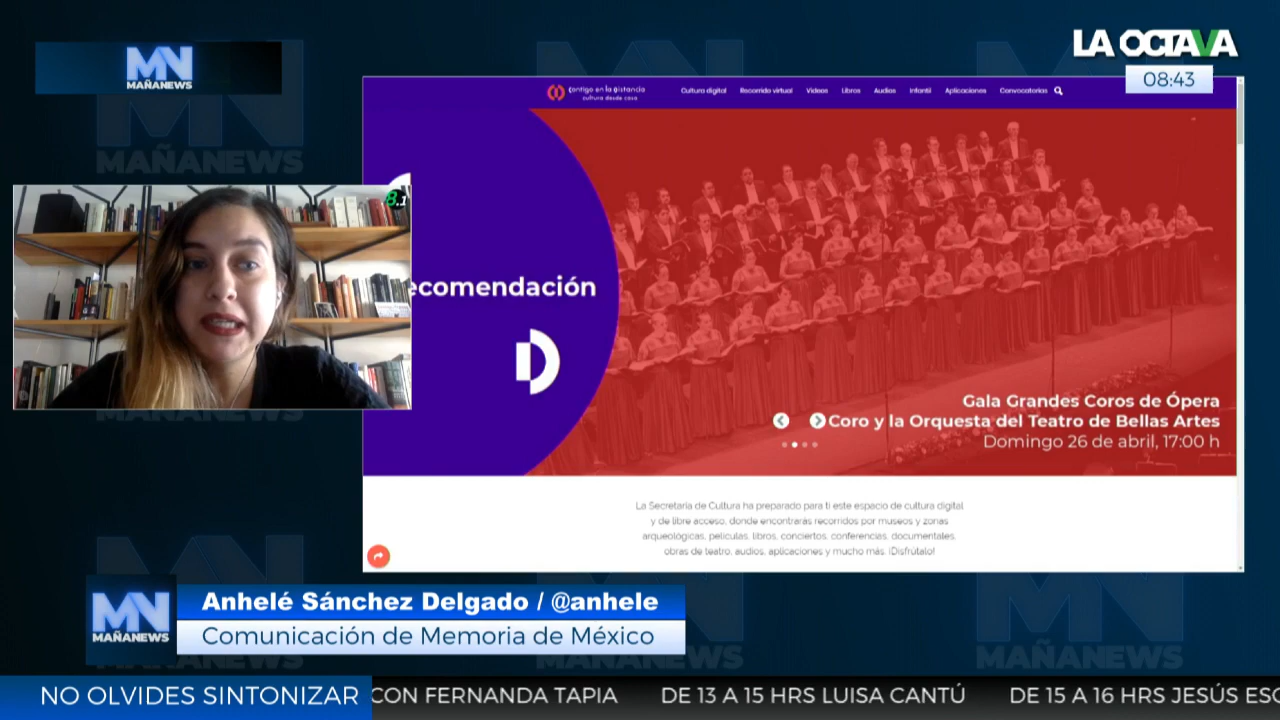 MN
MAÑANEWS
LA OCTAVA
08:43
8.1
contigo en la distancia
cultura desde casa
Cultura digital Recorrido virtual Videos Libros Audios Infantil Aplicaciones Convocatorias
ecomendación
Gala Grandes Coros de Ópera
Coro y la Orquesta del Teatro de Bellas Artes
Domingo 26 de abril, 17:00 h
La Secretaría de Cultura ha preparado para ti este espacio de cultura digital
y de libre acceso, donde encontrarás recorridos por museos y zonas
arqueológicas, películas, libros, conciertos, conferencias, documentales,
obras de teatro, audios, aplicaciones y mucho más. ¡Disfrútalo!
MN
MAÑANEWS
Anhelé Sánchez Delgado / @anhele
Comunicación de Memoria de México
NO OLVIDES SINTONIZAR CON FERNANDA TAPIA DE 13 A 15 HRS LUISA CANTÚ DE 15 A 16 HRS JESÚS ESC
MAÑANEWS
MAÑANEWS
MAÑANEWS